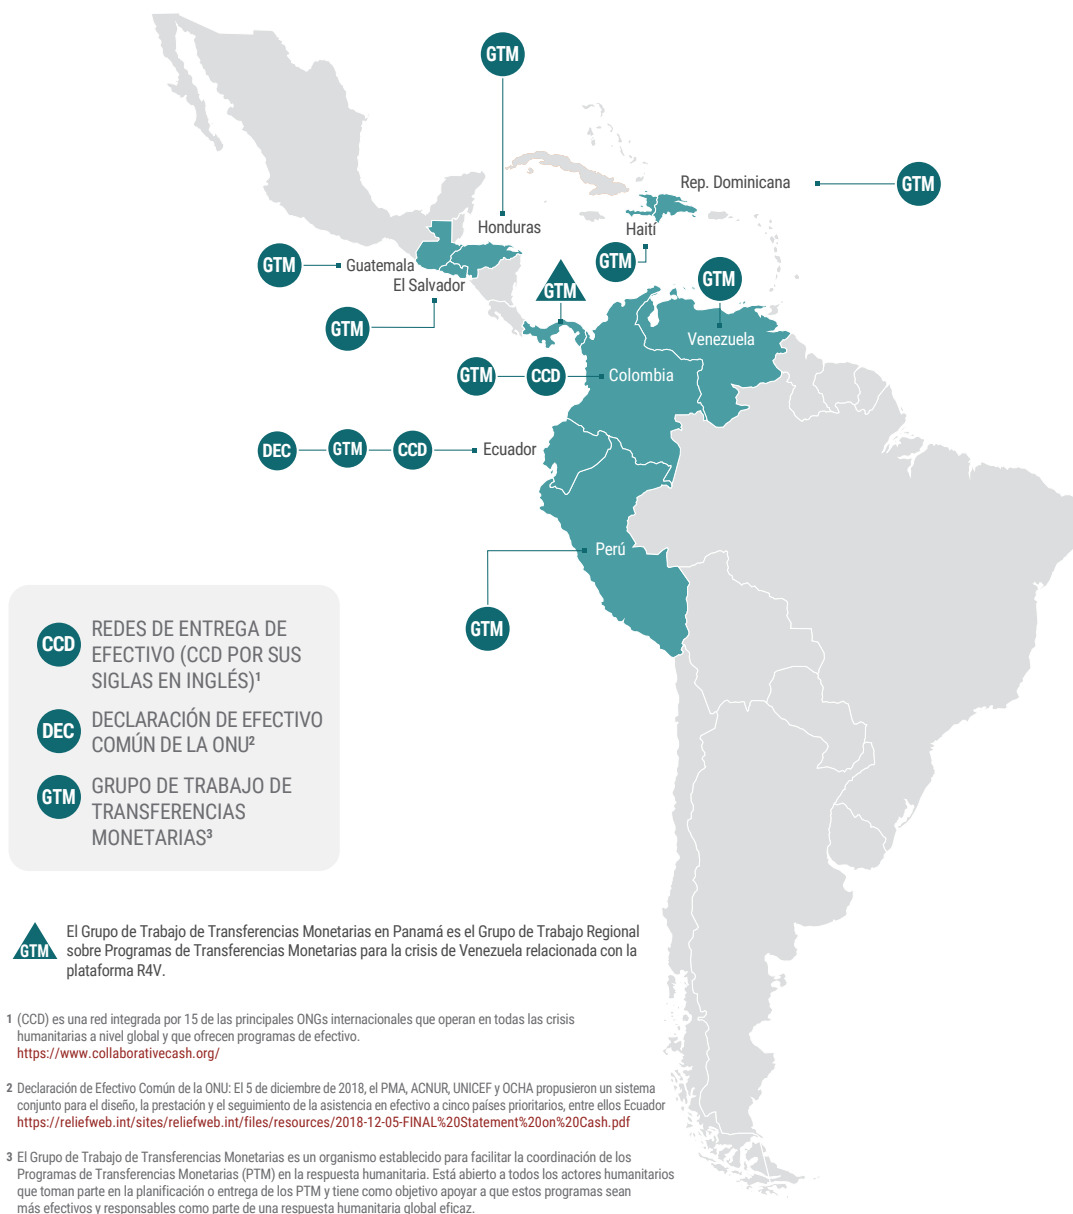 GTM
Rep. Dominicana
GTM
Honduras
Haití
GTM
GTM
Guatemala
El Salvador
GTM
GTM
GTM
Venezuela
GTM
CCD
Colombia
DEC
GTM
CCD
Ecuador
Perú
GTM
CCD
REDES DE ENTREGA DE
EFECTIVO (CCD POR SUS
SIGLAS EN INGLÉS)¹
DEC
DECLARACIÓN DE EFECTIVO
COMÚN DE LA ONU²
GTM
GRUPO DE TRABAJO DE
TRANSFERENCIAS
MONETARIAS³
GTM
El Grupo de Trabajo de Transferencias Monetarias en Panamá es el Grupo de Trabajo Regional
sobre Programas de Transferencias Monetarias para la crisis de Venezuela relacionada con la
plataforma R4V.
1 (CCD) es una red integrada por 15 de las principales ONGs internacionales que operan en todas las crisis
humanitarias a nivel global y que ofrecen programas de efectivo.
https://www.collaborativecash.org/
2 Declaración de Efectivo Común de la ONU: El 5 de diciembre de 2018, el PMA, ACNUR, UNICEF y OCHA propusieron un sistema
conjunto para el diseño, la prestación y el seguimiento de la asistencia en efectivo a cinco países prioritarios, entre ellos Ecuador
https://reliefweb.int/sites/reliefweb.int/files/resources/2018-12-05-FINAL%20Statement%20on%20Cash.pdf
3 El Grupo de Trabajo de Transferencias Monetarias es un organismo establecido para facilitar la coordinación de los
Programas de Transferencias Monetarias (PTM) en la respuesta humanitaria. Está abierto a todos los actores humanitarios
que toman parte en la planificación o entrega de los PTM y tiene como objetivo apoyar a que estos programas sean
más efectivos y responsables como parte de una respuesta humanitaria global eficaz.